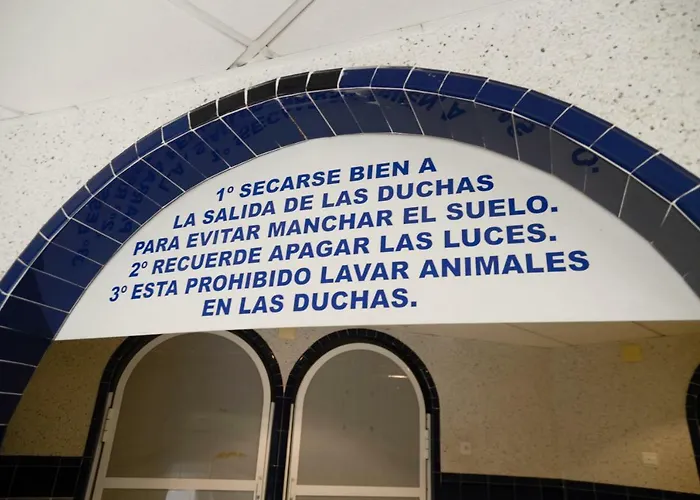 1º SECARSE BIEN A
LA SALIDA DE LAS DUCHAS
PARA EVITAR MANCHAR EL SUELO.
2º RECUERDE APAGAR LAS LUCES.
3º ESTA PROHIBIDO LAVAR ANIMALES
EN LAS DUCHAS.